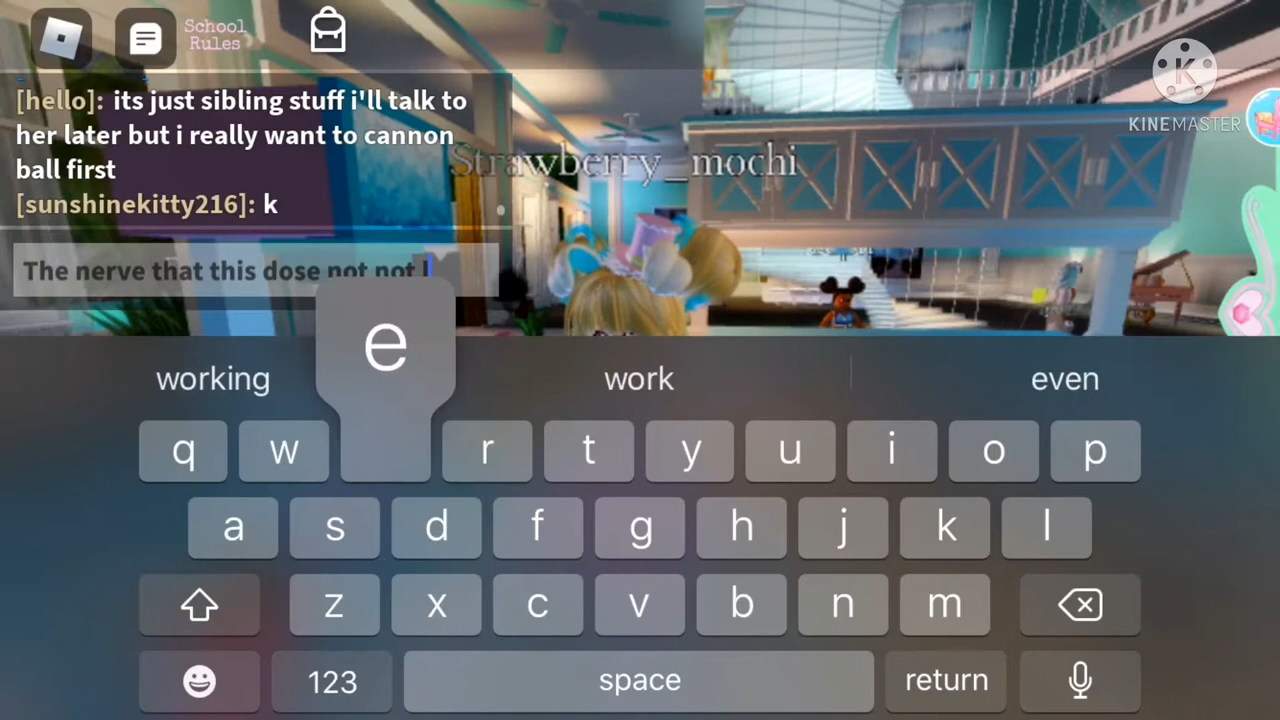 School
Rules
[hello]: its just sibling stuff i'll talk to
her later but i really want to cannon
ball first
[sunshinekitty216]: k
Strawberry_mochi
KINEMASTER
The nerve that this dose not not
e
working work even
q w r t y u i o p
a s d f g h j k l
z x c v b n m
123 space return